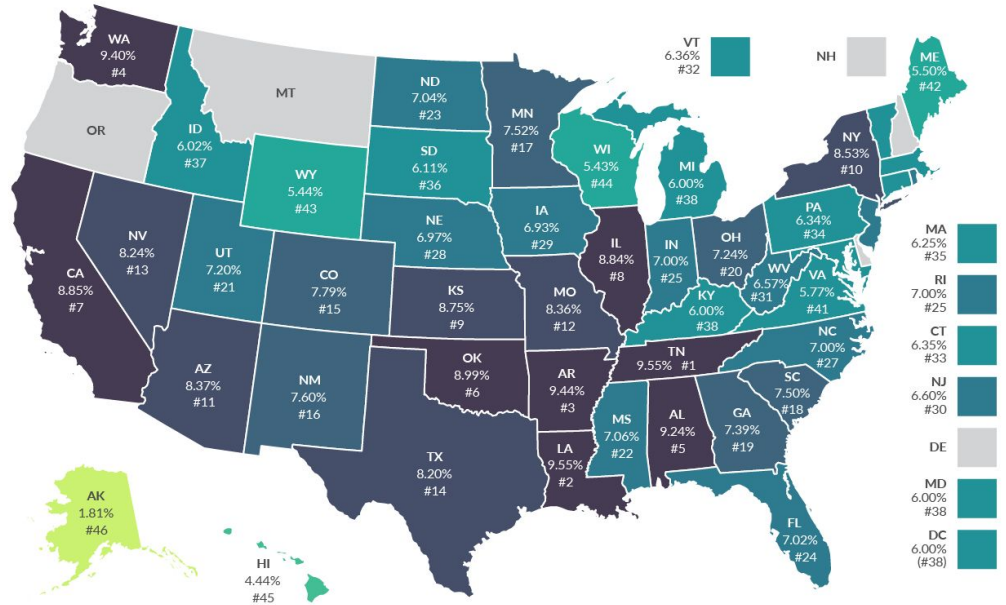 WA
9.40%
#4
OR
MT
ID
6.02%
#37
WY
5.44%
#43
ND
7.04%
#23
SD
6.11%
#36
NE
6.97%
#28
MN
7.52%
#17
WI
5.43%
#44
IA
6.93%
#29
MI
6.00%
#38
VT
6.36%
#32
NH
ME
5.50%
#42
NY
8.53%
#10
PA
6.34%
#34
CA
8.85%
#7
NV
8.24%
#13
UT
7.20%
#21
CO
7.79%
#15
KS
8.75%
#9
MO
8.36%
#12
IL
8.84%
#8
IN
7.00%
#25
OH
7.24%
#20
WV
6.57%
#31
VA
5.77%
#41
KY
6.00%
#38
NC
7.00%
#27
TN
9.55% #1
SC
7.50%
#18
AZ
8.37%
#11
NM
7.60%
#16
OK
8.99%
#6
AR
9.44%
#3
TX
8.20%
#14
LA
9.55%
#2
MS
7.06%
#22
AL
9.24%
#5
GA
7.39%
#19
FL
7.02%
#24
MA
6.25%
#35
RI
7.00%
#25
CT
6.35%
#33
NJ
6.60%
#30
DE
MD
6.00%
#38
DC
6.00%
(#38)
AK
1.81%
#46
HI
4.44%
#45